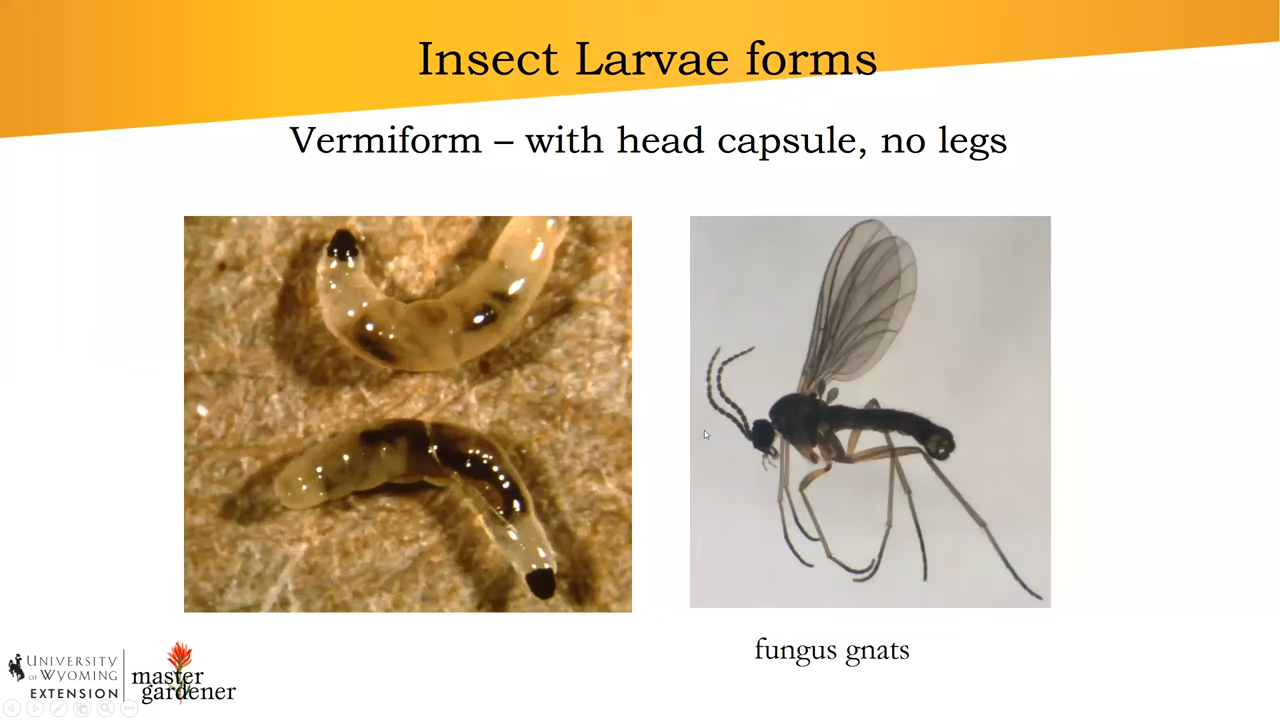 Insect Larvae forms
Vermiform – with head capsule, no legs
fungus gnats
UNIVERSITY
OF WYOMING
EXTENSION
master
gardener